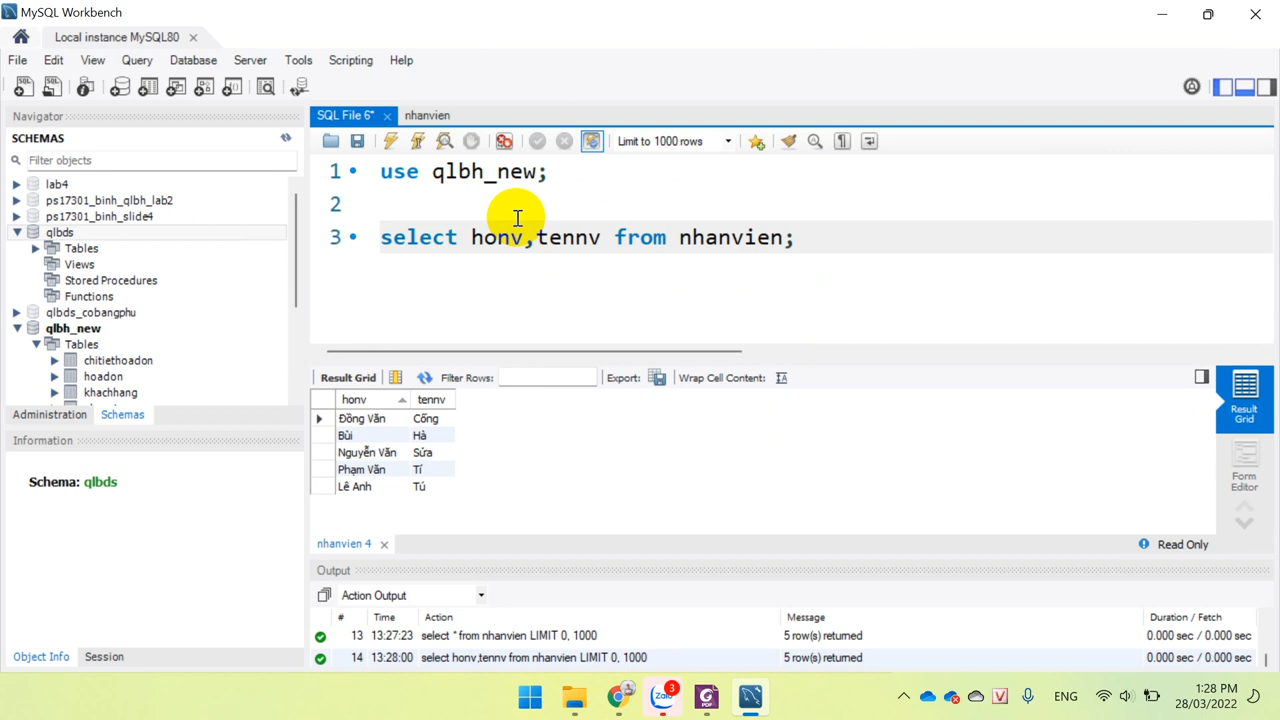 MySQL Workbench
Local instance MySQL80
File Edit View Query Database Server Tools Scripting Help
Navigator
SCHEMAS
Filter objects
lab4
ps17301_binh_qlbh_lab2
ps17301_binh_slide4
qlbds
Tables
Views
Stored Procedures
Functions
qlbds_cobangphu
qlbh_new
Tables
chitiethoadon
hoadon
khachhang
Administration Schemas
Information
Schema: qlbds
Object Info Session
SQL File 6* nhanvien
Limit to 1000 rows
1 use qlbh_new;
2
3 select honv,tennv from nhanvien;
Result Grid Filter Rows: Export: Wrap Cell Content:
honv tennv
Đồng Văn Cống
Bùi Hà
Nguyễn Văn Sửa
Phạm Văn Tí
Lê Anh Tú
Result Grid
Form Editor
nhanvien 4
Read Only
Output
Action Output
# Time Action Message Duration / Fetch
13 13:27:23 select * from nhanvien LIMIT 0, 1000 5 row(s) returned 0.000 sec / 0.000 sec
14 13:28:00 select honv,tennv from nhanvien LIMIT 0, 1000 5 row(s) returned 0.000 sec / 0.000 sec
3
ENG
1:28 PM
28/03/2022